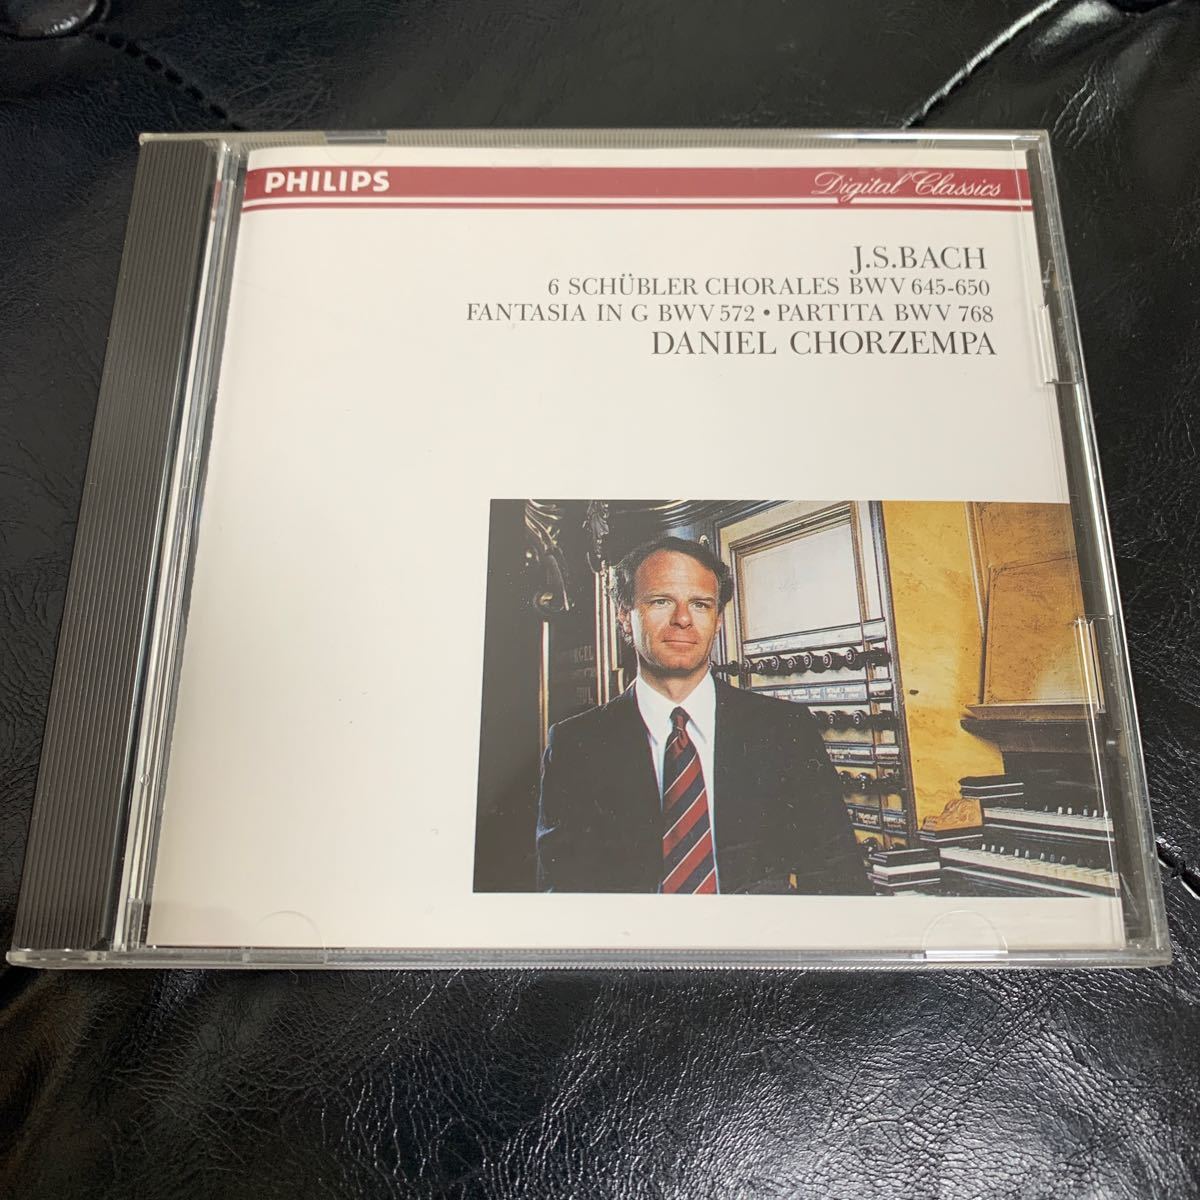 PHILIPS Digital Classics
J.S.BACH
6 SCHÜBLER CHORALES BWV 645-650
FANTASIA IN G BWV 572 • PARTITA BWV 768
DANIEL CHORZEMPA